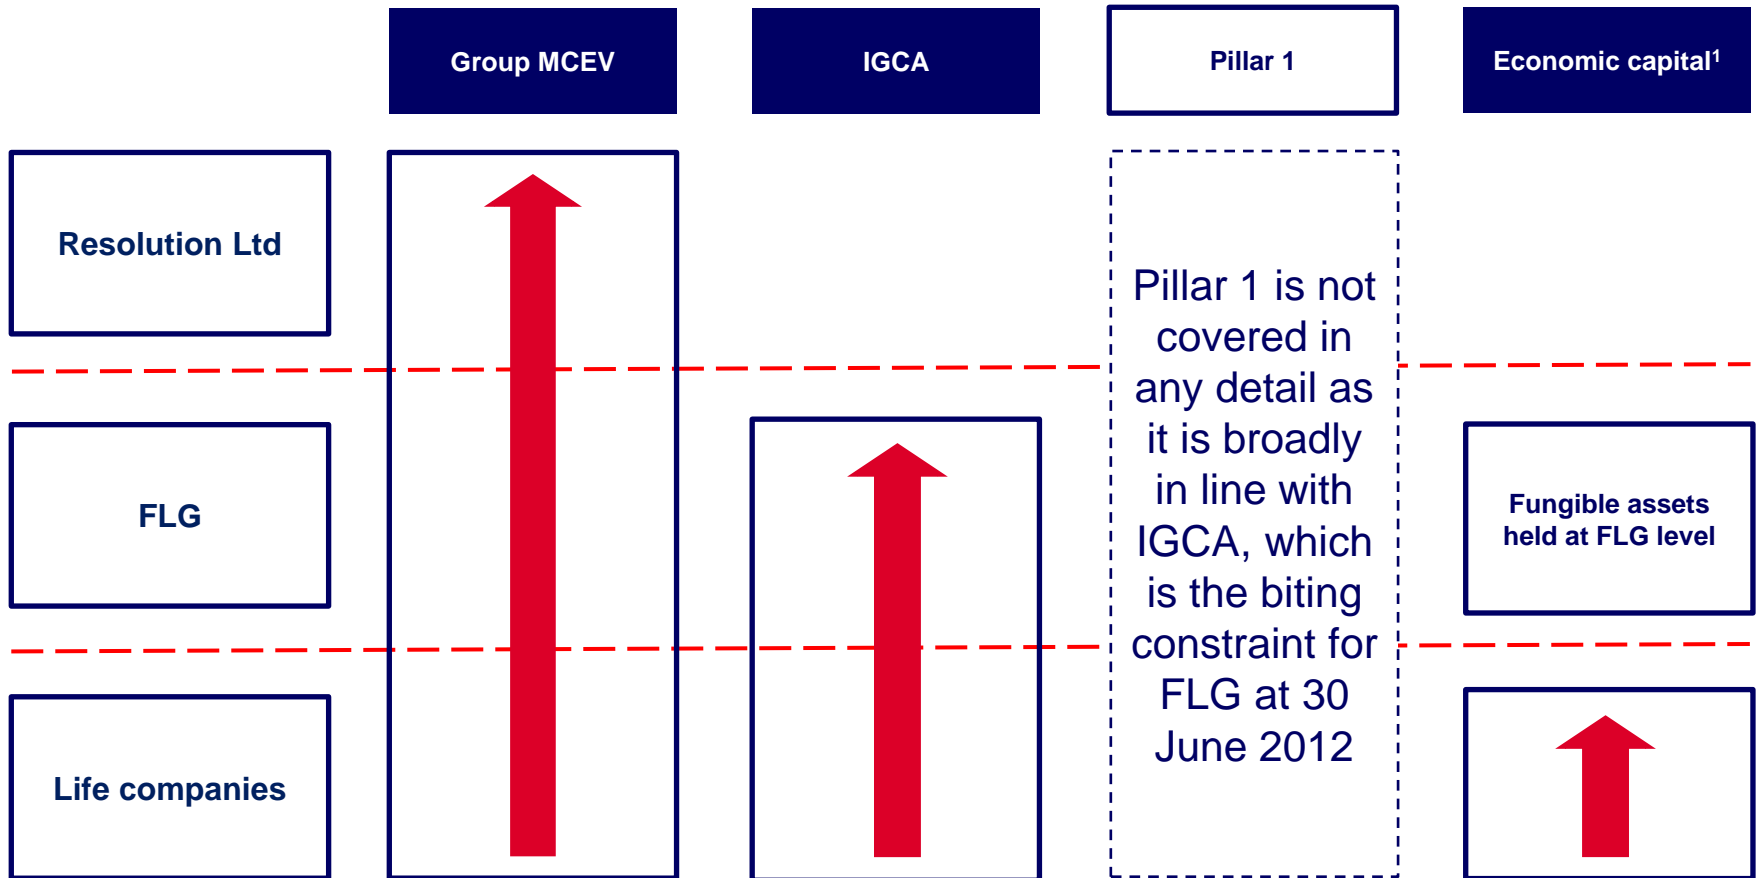 Group MCEV
IGCA
Pillar 1
Economic capital¹
Resolution Ltd
Pillar 1 is not
covered in
any detail as
it is broadly
in line with
IGCA, which
is the biting
constraint for
FLG at 30
June 2012
FLG
Fungible assets
held at FLG level
Life companies